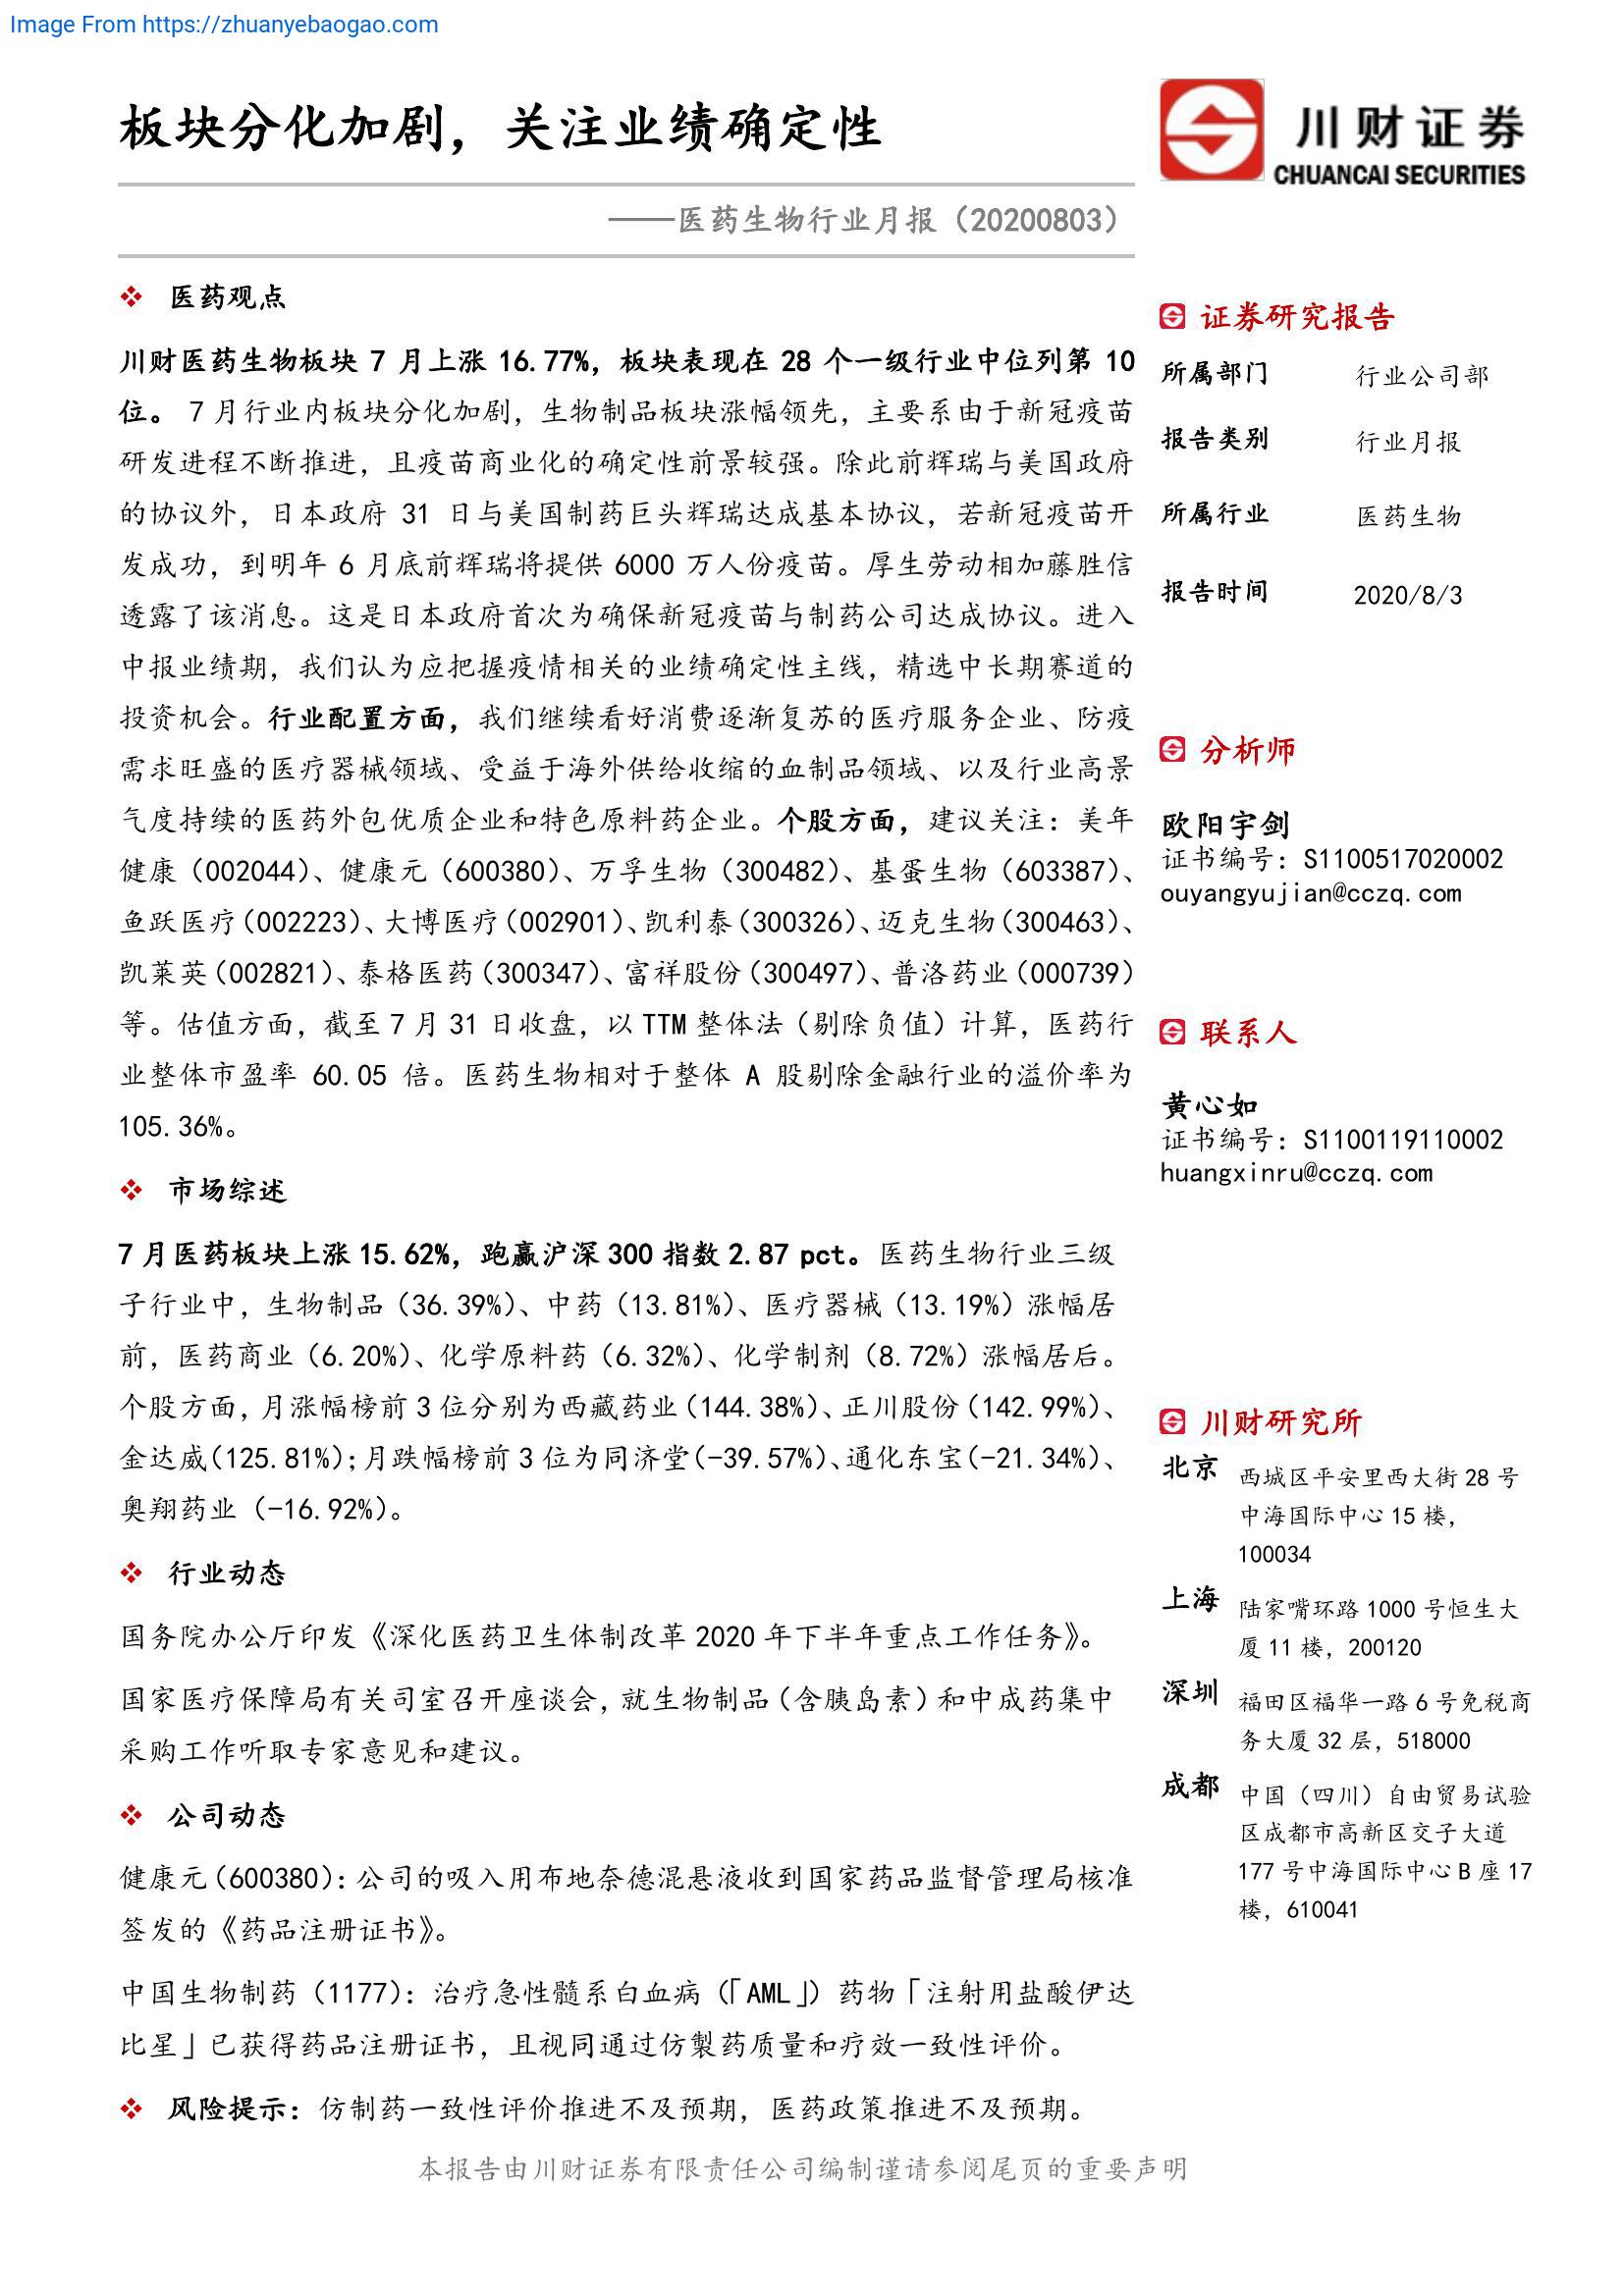 Image From https://zhuanyebaogao.com
板块分化加剧，关注业绩确定性
川财证券
CHUANCAI SECURITIES
——医药生物行业月报（20200803）
❖ 医药观点
川财医药生物板块 7 月上涨 16.77%，板块表现在 28 个一级行业中位列第 10
位。 7 月行业内板块分化加剧，生物制品板块涨幅领先，主要系由于新冠疫苗
研发进程不断推进，且疫苗商业化的确定性前景较强。除此前辉瑞与美国政府
的协议外，日本政府 31 日与美国制药巨头辉瑞达成基本协议，若新冠疫苗开
发成功，到明年 6 月底前辉瑞将提供 6000 万人份疫苗。厚生劳动相加藤胜信
透露了该消息。这是日本政府首次为确保新冠疫苗与制药公司达成协议。进入
中报业绩期，我们认为应把握疫情相关的业绩确定性主线，精选中长期赛道的
投资机会。行业配置方面，我们继续看好消费逐渐复苏的医疗服务企业、防疫
需求旺盛的医疗器械领域、受益于海外供给收缩的血制品领域、以及行业高景
气度持续的医药外包优质企业和特色原料药企业。个股方面，建议关注：美年
健康（002044）、健康元（600380）、万孚生物（300482）、基蛋生物（603387）、
鱼跃医疗（002223）、大博医疗（002901）、凯利泰（300326）、迈克生物（300463）、
凯莱英（002821）、泰格医药（300347）、富祥股份（300497）、普洛药业（000739）
等。估值方面，截至 7 月 31 日收盘，以 TTM 整体法（剔除负值）计算，医药行
业整体市盈率 60.05 倍。医药生物相对于整体 A 股剔除金融行业的溢价率为
105.36%。
❖ 市场综述
7 月医药板块上涨 15.62%，跑赢沪深 300 指数 2.87 pct。医药生物行业三级
子行业中，生物制品（36.39%）、中药（13.81%）、医疗器械（13.19%）涨幅居
前，医药商业（6.20%）、化学原料药（6.32%）、化学制剂（8.72%）涨幅居后。
个股方面，月涨幅榜前 3 位分别为西藏药业（144.38%）、正川股份（142.99%）、
金达威（125.81%）；月跌幅榜前 3 位为同济堂（-39.57%）、通化东宝（-21.34%）、
奥翔药业（-16.92%）。
❖ 行业动态
国务院办公厅印发《深化医药卫生体制改革 2020 年下半年重点工作任务》。
国家医疗保障局有关司室召开座谈会，就生物制品（含胰岛素）和中成药集中
采购工作听取专家意见和建议。
❖ 公司动态
健康元（600380）：公司的吸入用布地奈德混悬液收到国家药品监督管理局核准
签发的《药品注册证书》。
中国生物制药（1177）：治疗急性髓系白血病（「AML」）药物「注射用盐酸伊达
比星」已获得药品注册证书，且视同通过仿製药质量和疗效一致性评价。
❖ 风险提示：仿制药一致性评价推进不及预期，医药政策推进不及预期。
证券研究报告
所属部门 行业公司部
报告类别 行业月报
所属行业 医药生物
报告时间 2020/8/3
分析师
欧阳宇剑
证书编号：S1100517020002
ouyangyujian@cczq.com
联系人
黄心如
证书编号：S1100119110002
huangxinru@cczq.com
川财研究所
北京 西城区平安里西大街 28 号
中海国际中心 15 楼，
100034
上海 陆家嘴环路 1000 号恒生大
厦 11 楼，200120
深圳 福田区福华一路 6 号免税商
务大厦 32 层，518000
成都 中国（四川）自由贸易试验
区成都市高新区交子大道
177 号中海国际中心 B 座 17
楼，610041
本报告由川财证券有限责任公司编制谨请参阅尾页的重要声明